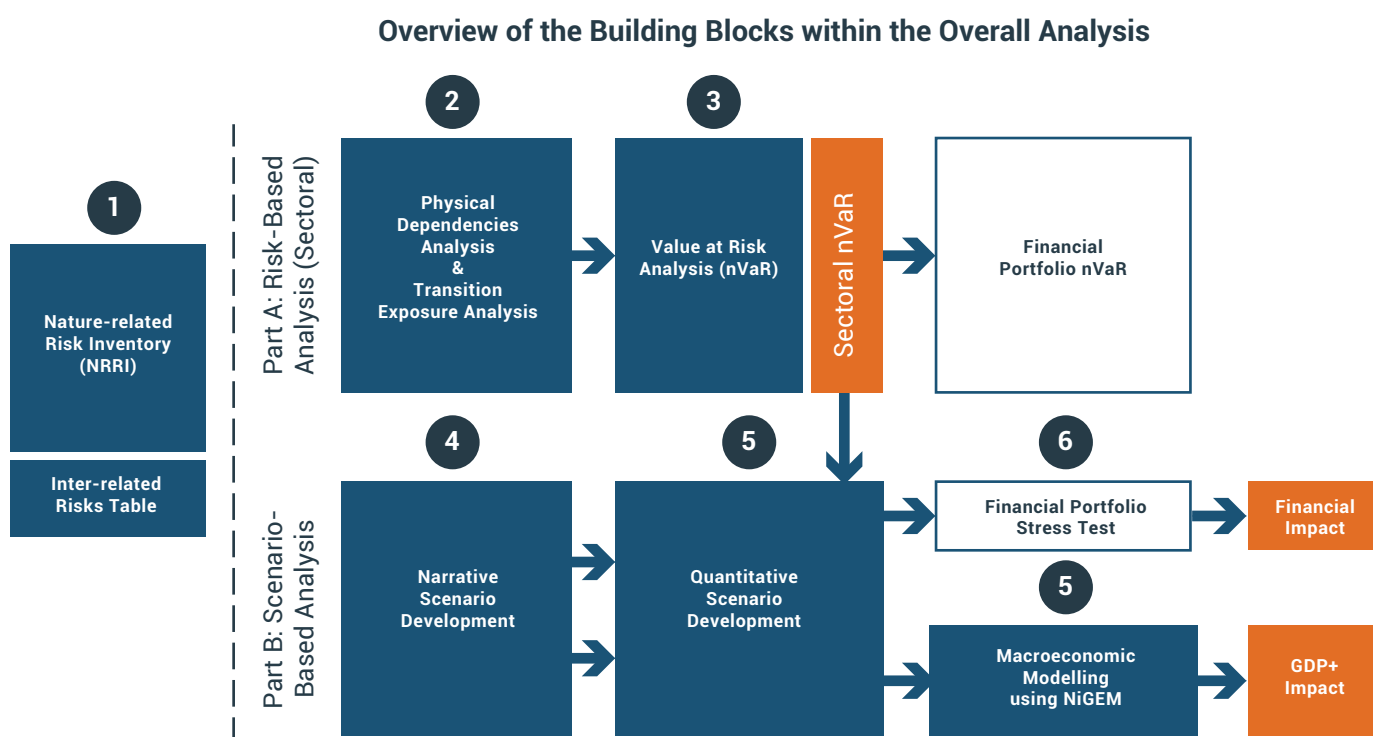 Overview of the Building Blocks within the Overall Analysis
1
Nature-related
Risk Inventory
(NRRI)
Inter-related
Risks Table
Part A: Risk-Based
Analysis (Sectoral)
2
Physical
Dependencies
Analysis
&
Transition
Exposure Analysis
3
Value at Risk
Analysis (nVaR)
Sectoral nVaR
Financial
Portfolio nVaR
Part B: Scenario-
Based Analysis
4
Narrative
Scenario
Development
5
Quantitative
Scenario
Development
6
Financial Portfolio
Stress Test
Financial
Impact
5
Macroeconomic
Modelling
using NiGEM
GDP+
Impact